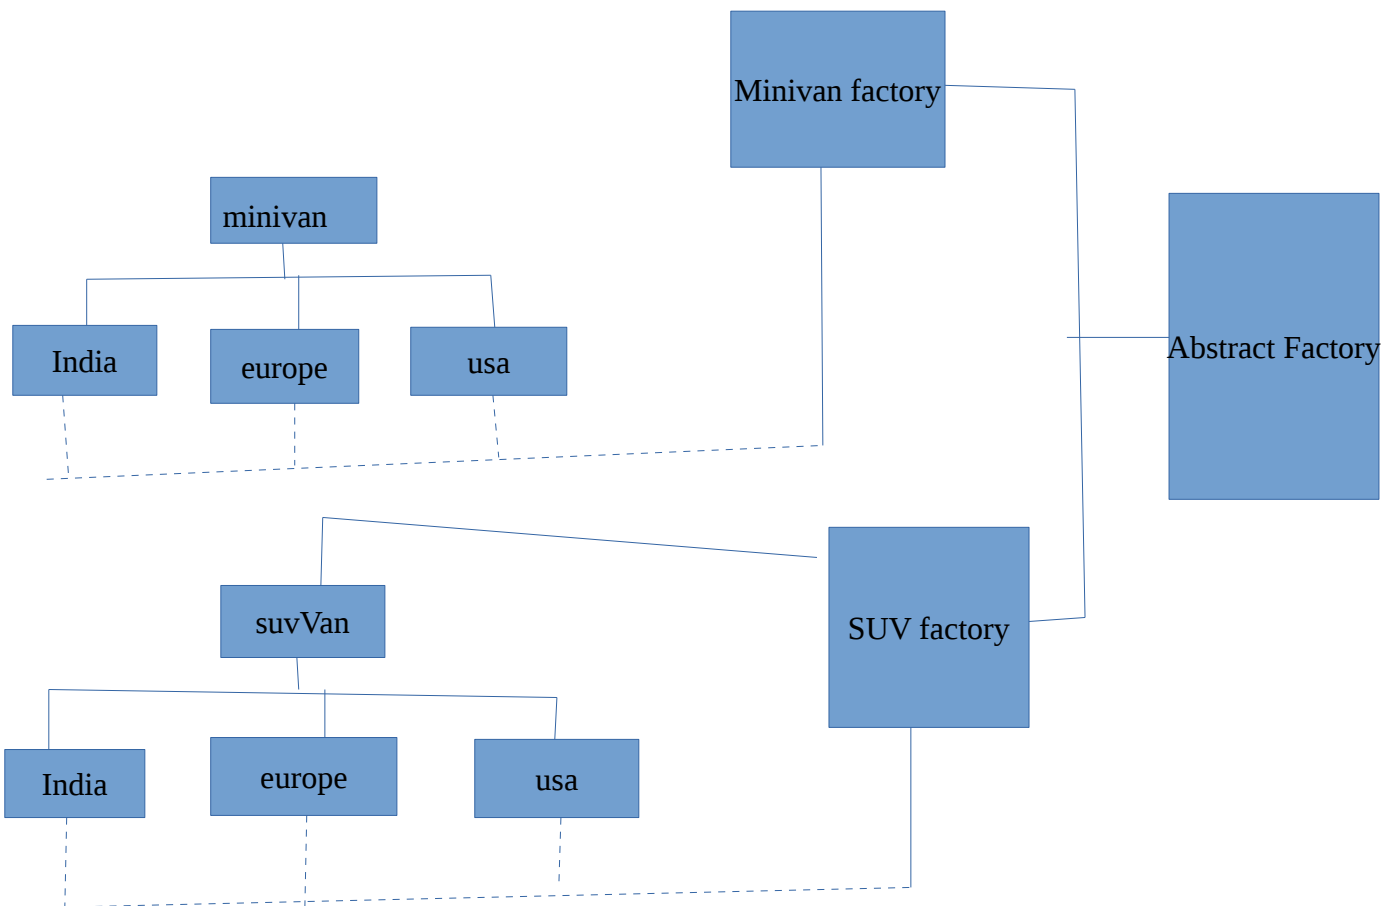 Minivan factory
minivan
India
europe
usa
Abstract Factory
suvVan
SUV factory
India
europe
usa